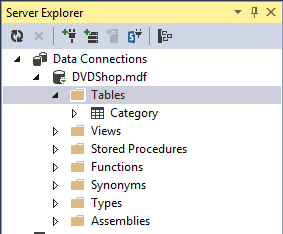 Server Explorer
Data Connections
DVDShop.mdf
Tables
Category
Views
Stored Procedures
Functions
Synonyms
Types
Assemblies